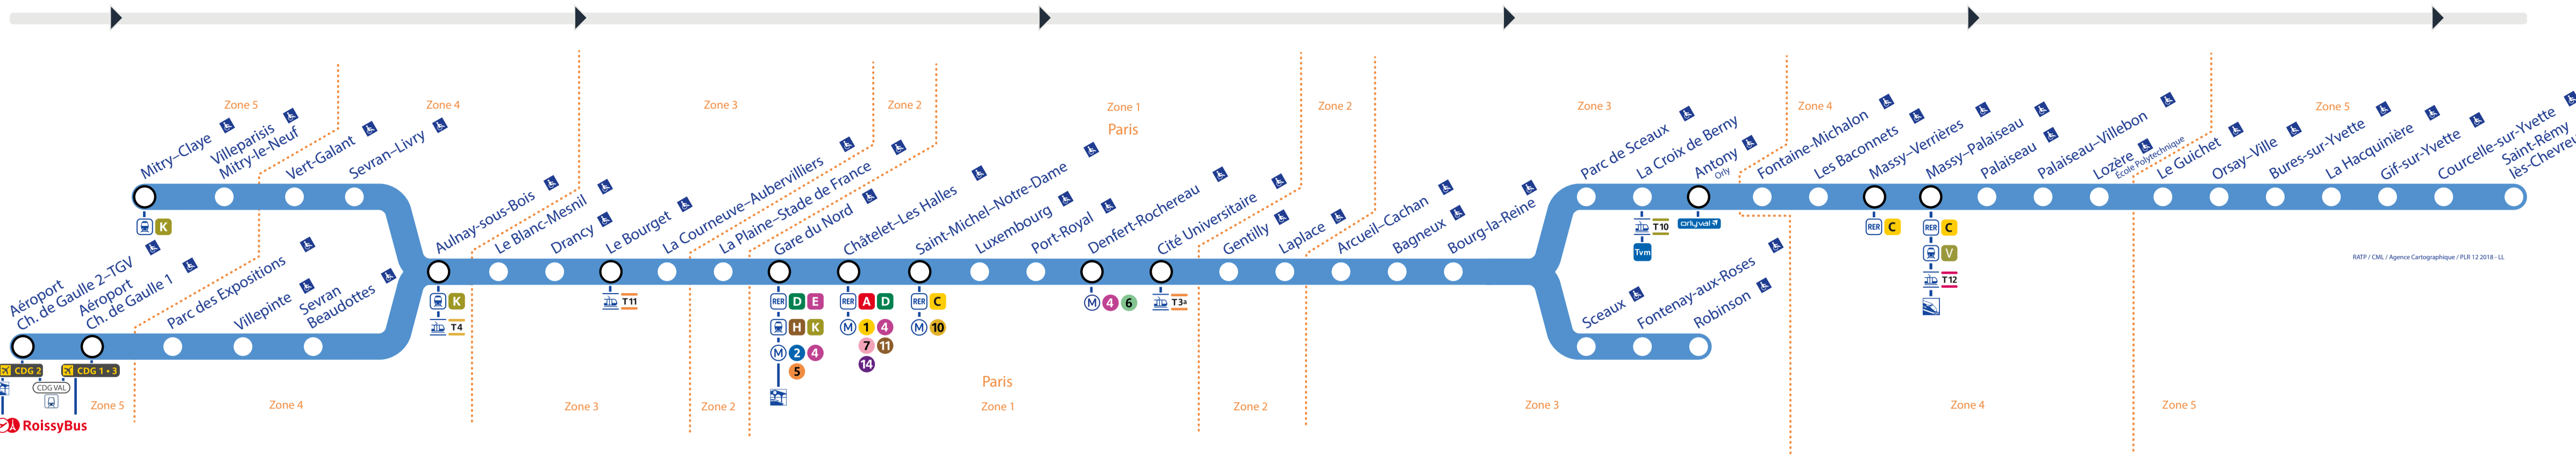 Zone 5
Zone 4
Zone 3
Zone 2
Zone 1
Paris
Zone 2
Zone 3
Zone 4
Zone 5
Mitry–Claye
Villeparisis
Mitry-le-Neuf
Vert-Galant
Sevran–Livry
K
Aéroport
Ch. de Gaulle 2–TGV
Aéroport
Ch. de Gaulle 1
Parc des Expositions
Villepinte
Sevran
Beaudottes
CDG 2
CDG 1 • 3
CDG VAL
RoissyBus
Aulnay-sous-Bois
K
T4
Le Blanc-Mesnil
Drancy
Le Bourget
T11
La Courneuve–Aubervilliers
La Plaine–Stade de France
Gare du Nord
RER D E
H K
M 2 4
5
Châtelet–Les Halles
RER A D
M 1 4
7 11
14
Saint-Michel–Notre-Dame
RER C
M 10
Luxembourg
Port-Royal
Denfert-Rochereau
M 4 6
Cité Universitaire
T3a
Gentilly
Laplace
Arcueil–Cachan
Bagneux
Bourg-la-Reine
Parc de Sceaux
La Croix de Berny
T10
Tvm
Antony
Orly
orlyval
Fontaine-Michalon
Les Baconnets
Massy–Verrières
RER C
Massy–Palaiseau
RER C
V
T12
Palaiseau
Palaiseau–Villebon
Lozère
École Polytechnique
Le Guichet
Orsay–Ville
Bures-sur-Yvette
La Hacquinière
Gif-sur-Yvette
Courcelle-sur-Yvette
Saint-Rémy
lès-Chevreu
Sceaux
Fontenay-aux-Roses
Robinson
RATP / CML / Agence Cartographique / PLR 12 2018 - LL
Zone 5
Zone 4
Zone 3
Zone 2
Paris
Zone 1
Zone 2
Zone 3
Zone 4
Zone 5